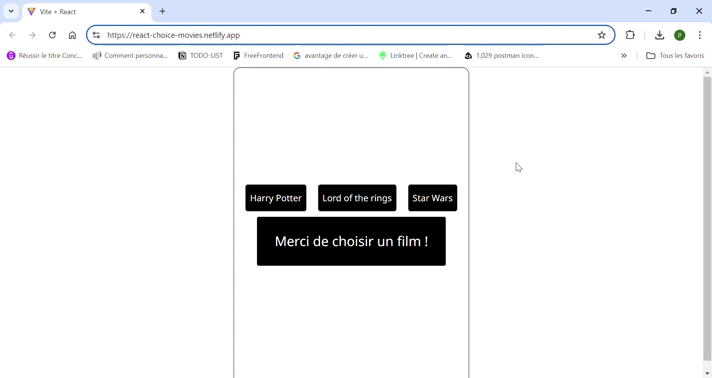 Vite + React
https://react-choice-movies.netlify.app
Réussir le titre Conc... Comment personna... TODO-LIST FreeFrontend avantage de créer u... Linktree | Create an... 1,029 postman icon... Tous les favoris
Harry Potter Lord of the rings Star Wars
Merci de choisir un film !